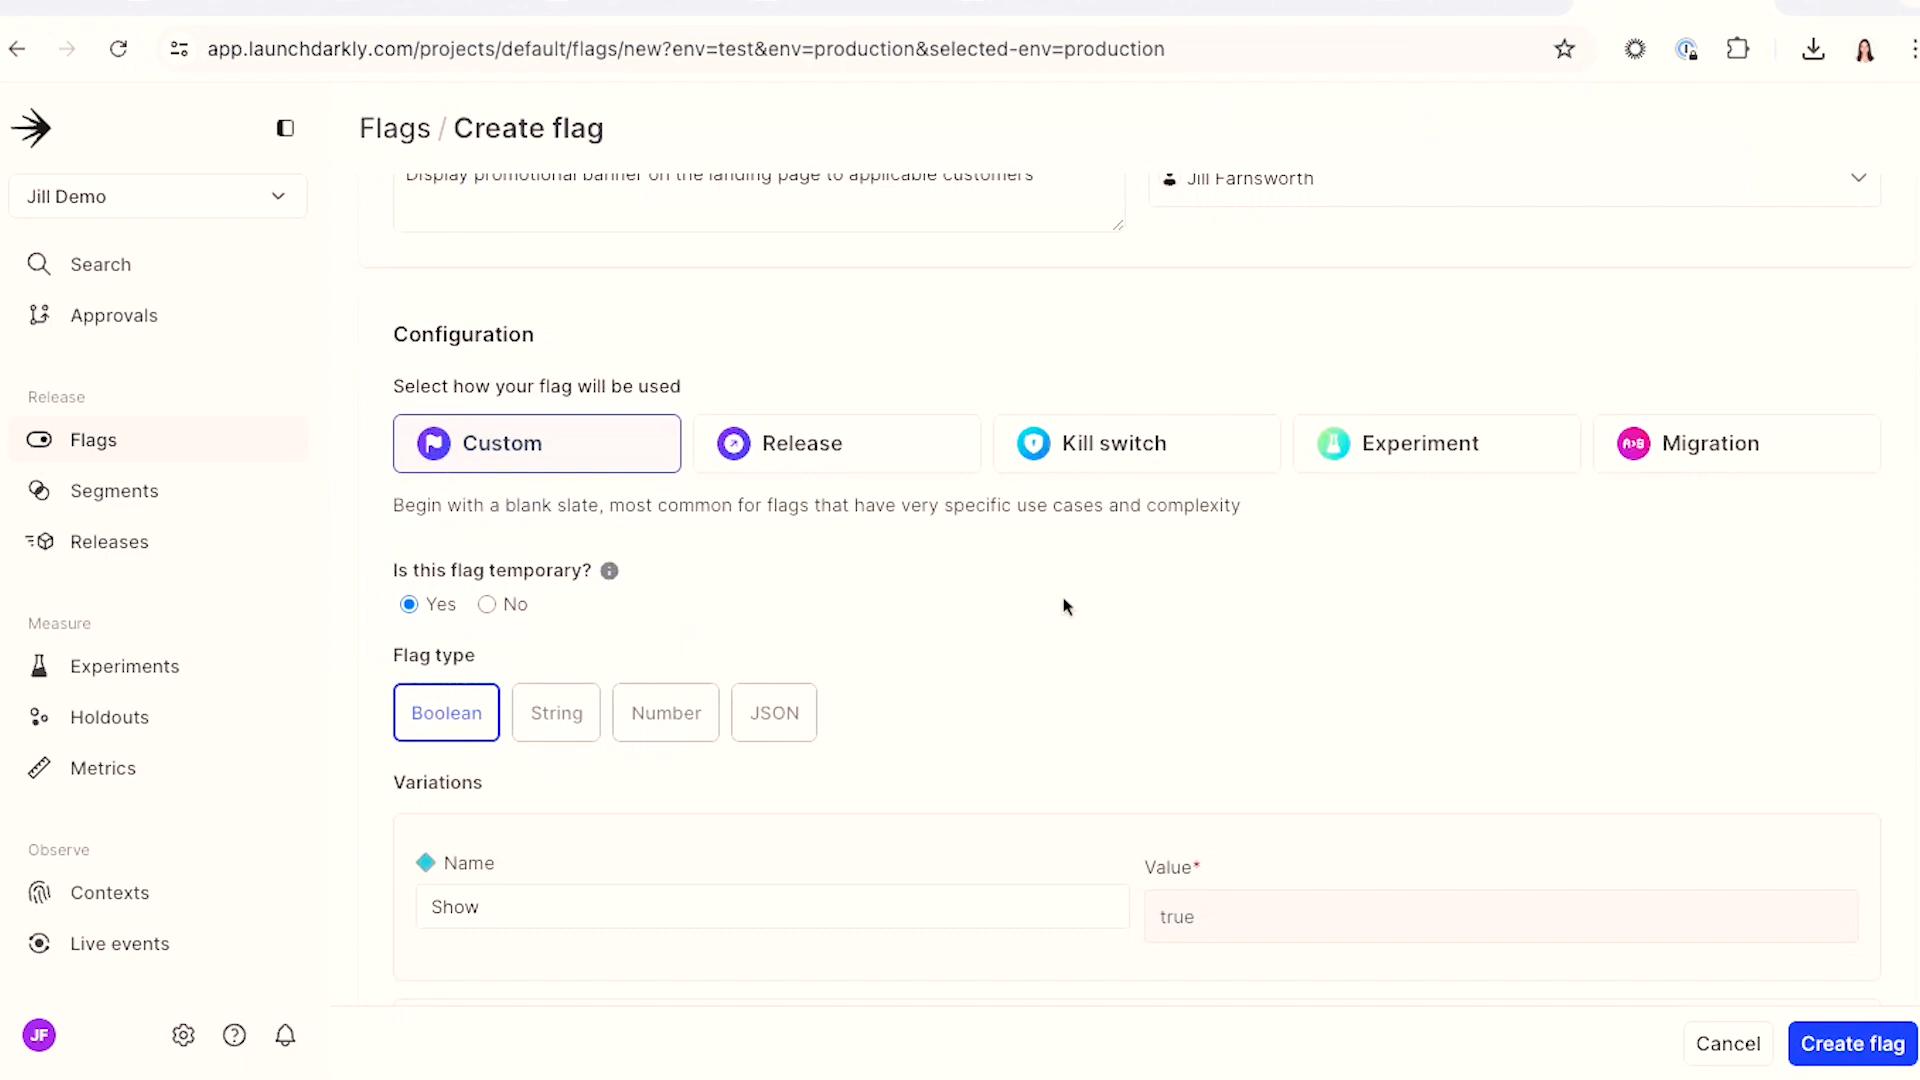 app.launchdarkly.com/projects/default/flags/new?env=test&env=production&selected-env=production
Flags / Create flag
Jill Demo
Display promotional banner on the landing page to applicable customers
Jill Farnsworth
Search
Approvals
Configuration
Select how your flag will be used
Release
Custom
Release
Kill switch
Experiment
Migration
Flags
Begin with a blank slate, most common for flags that have very specific use cases and complexity
Segments
Releases
Is this flag temporary?
Yes
No
Measure
Flag type
Experiments
Boolean
String
Number
JSON
Holdouts
Metrics
Variations
Observe
Name
Value*
Contexts
Show
true
Live events
JF
Cancel
Create flag